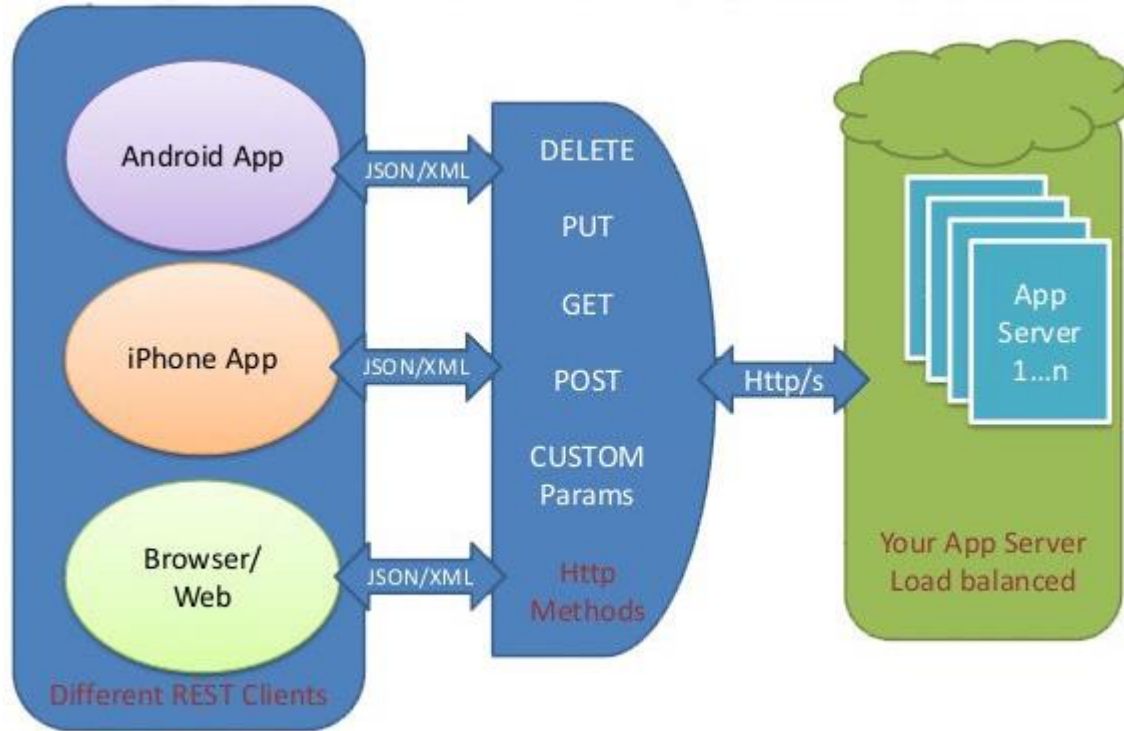 Android App
iPhone App
Browser/
Web
Different REST Clients
JSON/XML
JSON/XML
JSON/XML
DELETE
PUT
GET
POST
CUSTOM
Params
Http
Methods
Http/s
App
Server
1...n
Your App Server
Load balanced